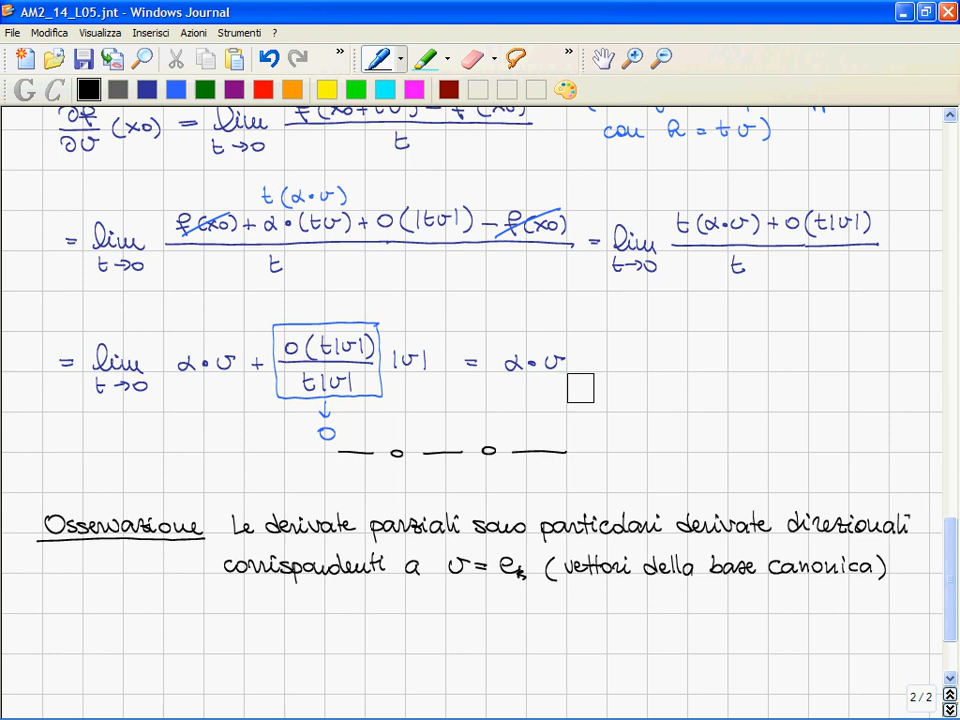 AM2_14_L05.jnt - Windows Journal
File Modifica Visualizza Inserisci Azioni Strumenti ?
∂f/∂v (x0) = lim t→0 f(x0+tv) - f(x0) / t
con h = tv)
t(α·v)
= lim t→0 f(x0) + α·(tv) + o(|tv|) - f(x0) / t = lim t→0 t(α·v) + o(t|v|) / t
= lim t→0 α·v + o(t|v|) / t|v| |v| = α·v □
↓
0
— o — o —
Osservazione Le derivate parziali sono particolari derivate direzionali
corrispondenti a v = ek (vettori della base canonica)
2 / 2